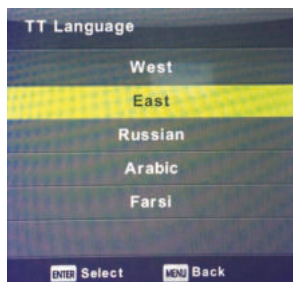 TT Language
West
East
Russian
Arabic
Farsi
ENTER Select MENU Back